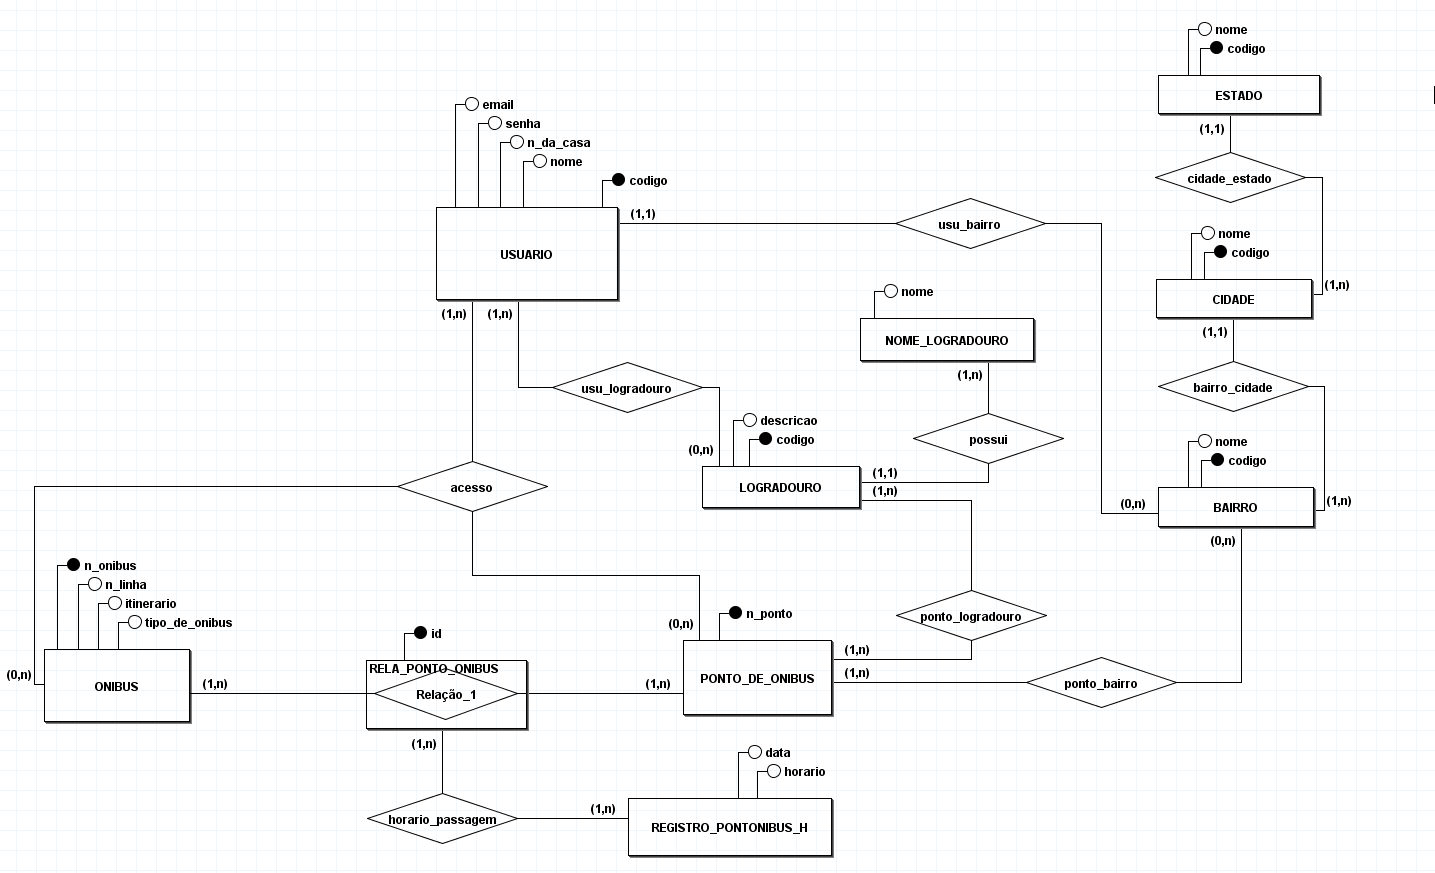 nome
codigo
ESTADO
(1,1)
cidade_estado
email
senha
n_da_casa
nome
codigo
USUARIO
(1,1)
usu_bairro
nome
codigo
CIDADE
(1,n)
(1,1)
(1,n)
(1,n)
nome
NOME_LOGRADOURO
(1,n)
usu_logradouro
bairro_cidade
descricao
codigo
possui
(0,n)
LOGRADOURO
(1,1)
(1,n)
nome
codigo
BAIRRO
(0,n)
(1,n)
(0,n)
acesso
n_onibus
n_linha
itinerario
tipo_de_onibus
(0,n)
ONIBUS
(1,n)
id
RELA_PONTO_ONIBUS
Relação_1
(1,n)
(0,n)
n_ponto
PONTO_DE_ONIBUS
(1,n)
(1,n)
ponto_logradouro
ponto_bairro
(1,n)
horario_passagem
(1,n)
data
horario
REGISTRO_PONTONIBUS_H